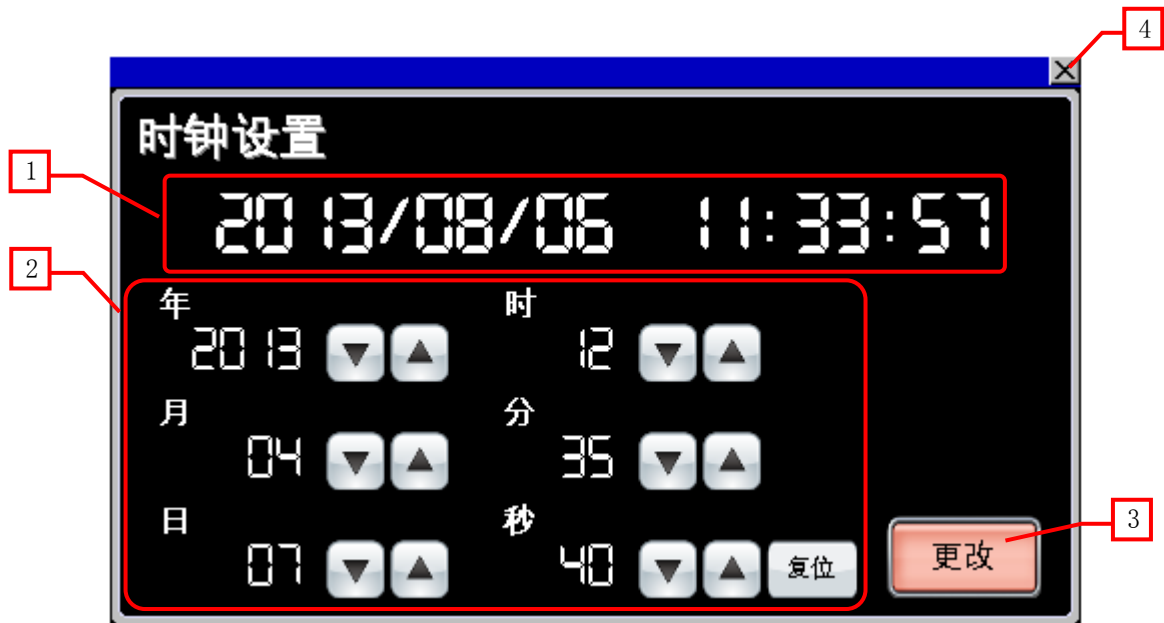 4
时钟设置
1
2013/08/06 11:33:57
2
年 时
2013 ▼ ▲ 12 ▼ ▲
月 分
04 ▼ ▲ 35 ▼ ▲
日 秒
07 ▼ ▲ 40 ▼ ▲ 复位
更改
3